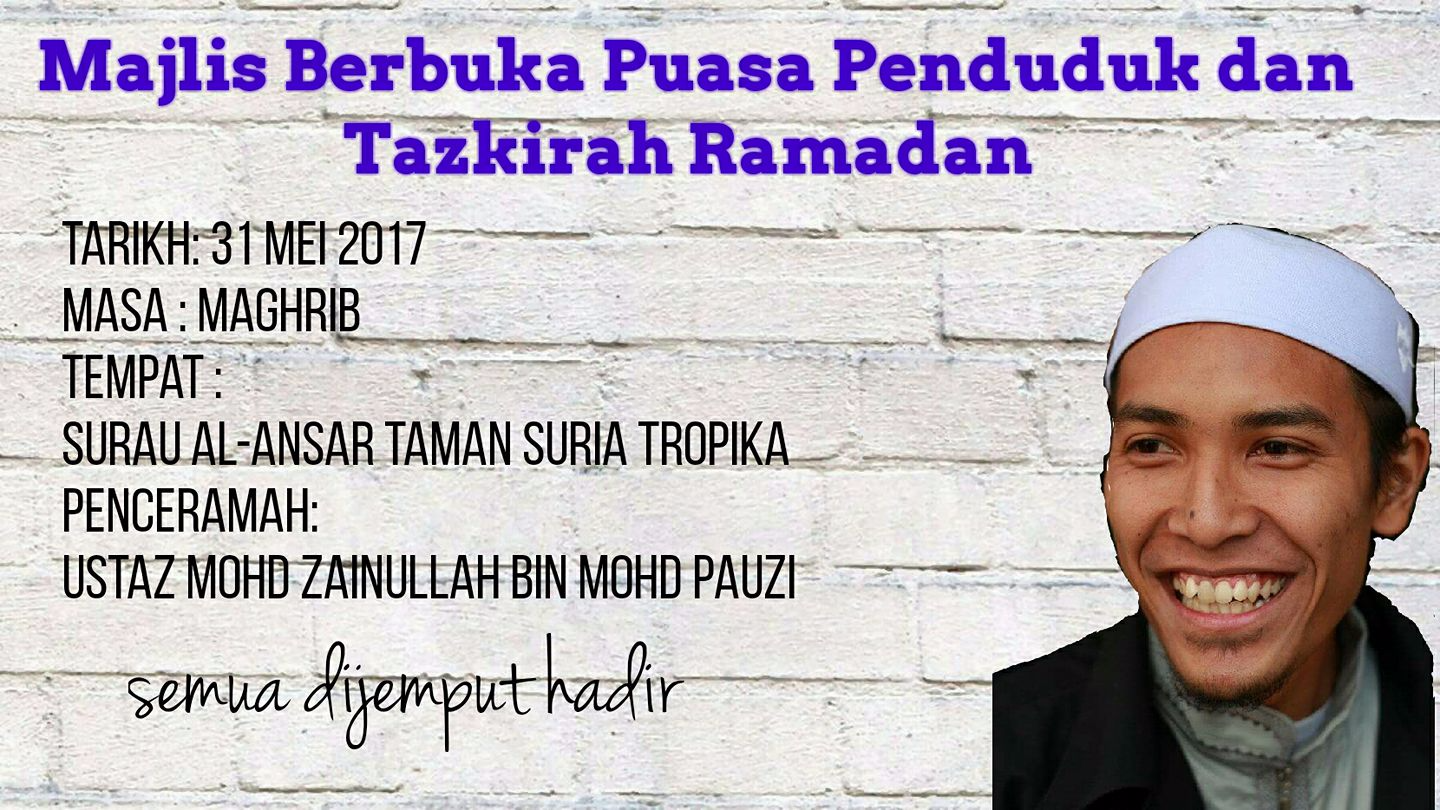 Majlis Berbuka Puasa Penduduk dan
Tazkirah Ramadan
TARIKH: 31 MEI 2017
MASA : MAGHRIB
TEMPAT :
SURAU AL-ANSAR TAMAN SURIA TROPIKA
PENCERAMAH:
USTAZ MOHD ZAINULLAH BIN MOHD PAUZI
semua dijemput hadir